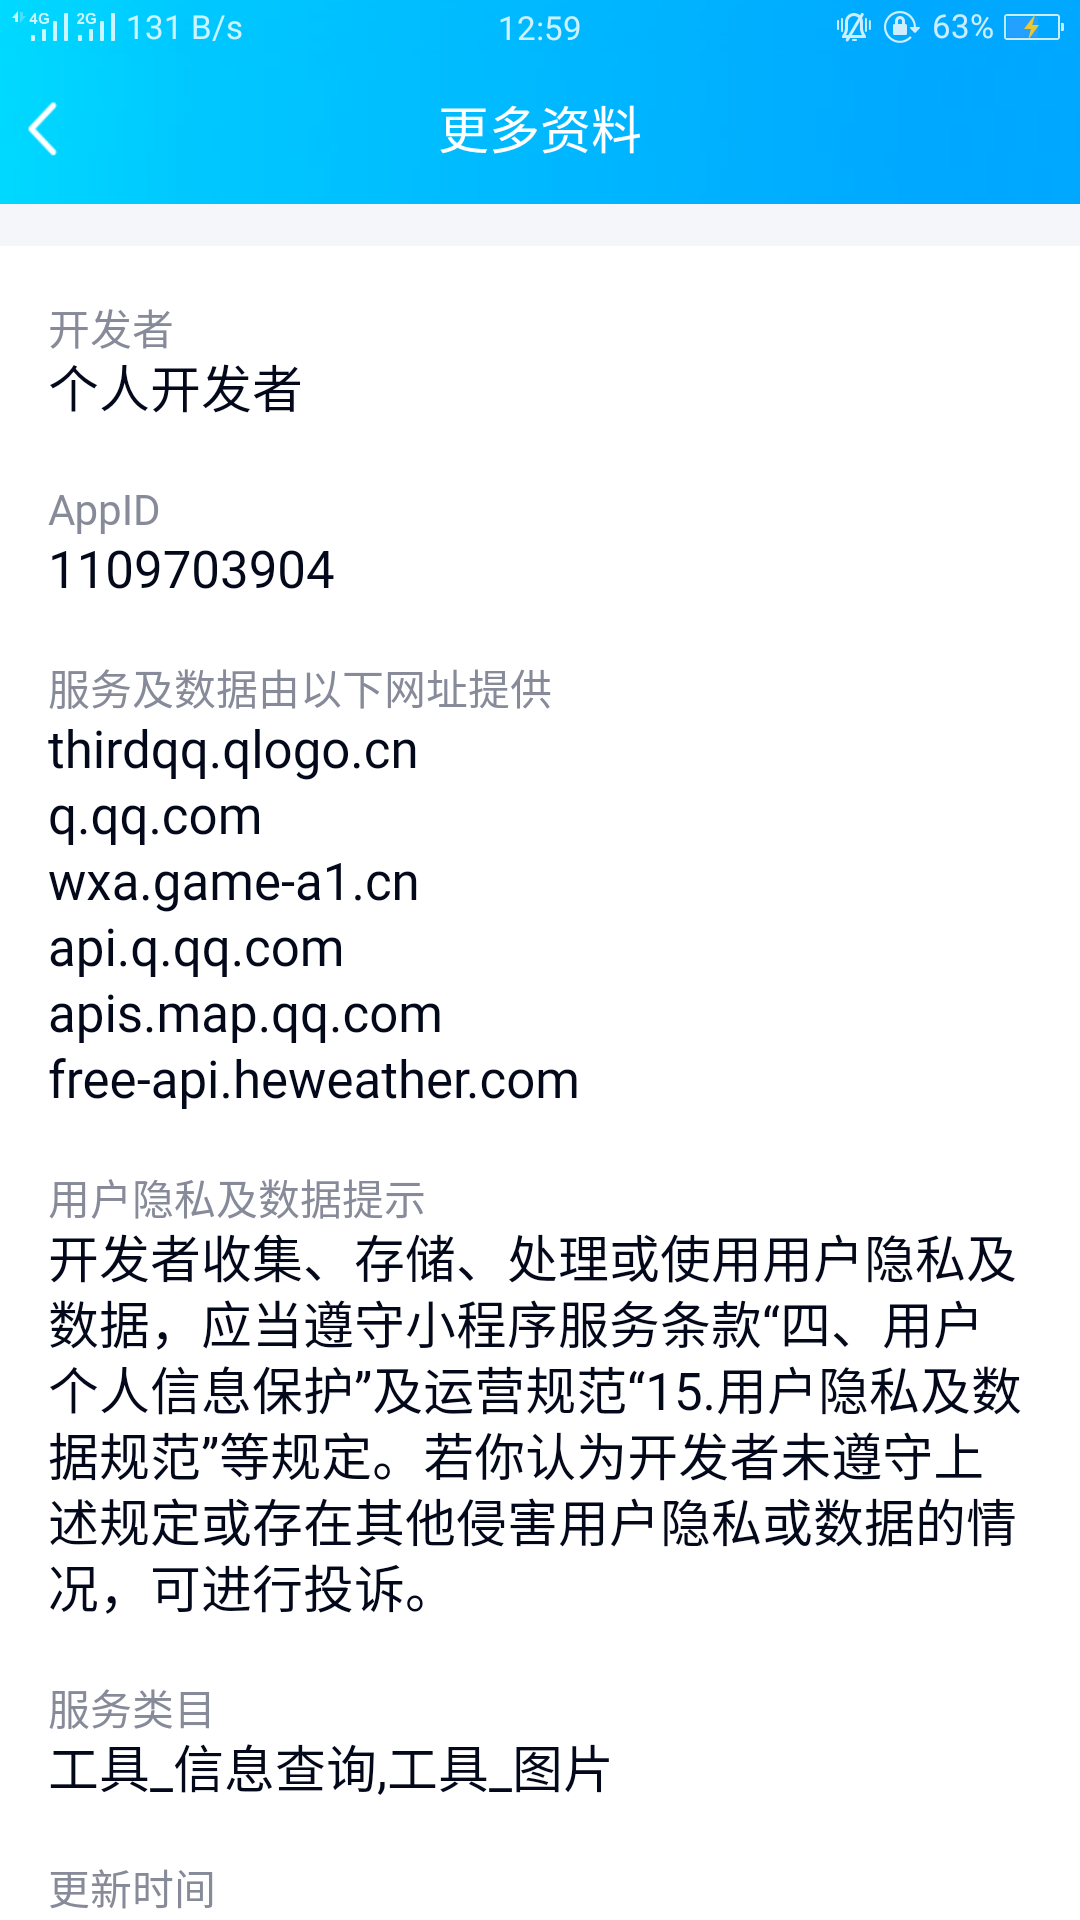 4G 2G 131 B/s 12:59 63%
更多资料
开发者
个人开发者
AppID
1109703904
服务及数据由以下网址提供
thirdqq.qlogo.cn
q.qq.com
wxa.game-a1.cn
api.q.qq.com
apis.map.qq.com
free-api.heweather.com
用户隐私及数据提示
开发者收集、存储、处理或使用用户隐私及
数据，应当遵守小程序服务条款“四、用户
个人信息保护”及运营规范“15.用户隐私及数
据规范”等规定。若你认为开发者未遵守上
述规定或存在其他侵害用户隐私或数据的情
况，可进行投诉。
服务类目
工具_信息查询,工具_图片
更新时间